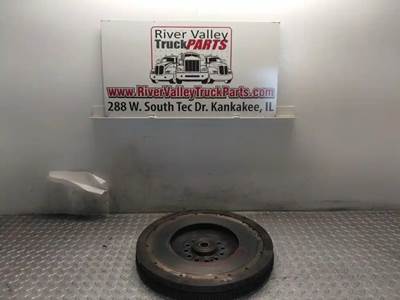 River Valley
TruckPARTS
www.RiverValleyTruckParts.com
288 W. South Tec Dr. Kankakee, IL